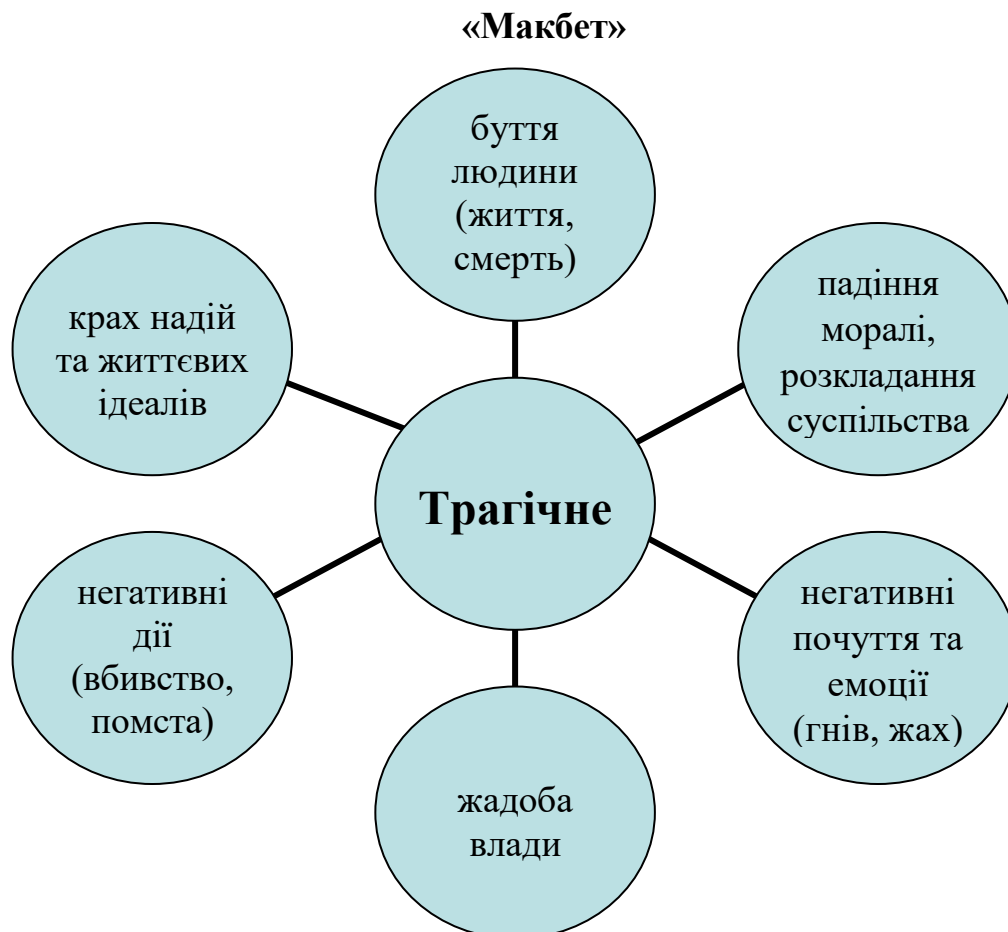 «Макбет»
буття
людини
(життя,
смерть)
крах надій
та життєвих
ідеалів
падіння
моралі,
розкладання
суспільства
Трагічне
негативні
дії
(вбивство,
помста)
негативні
почуття та
емоції
(гнів, жах)
жадоба
влади